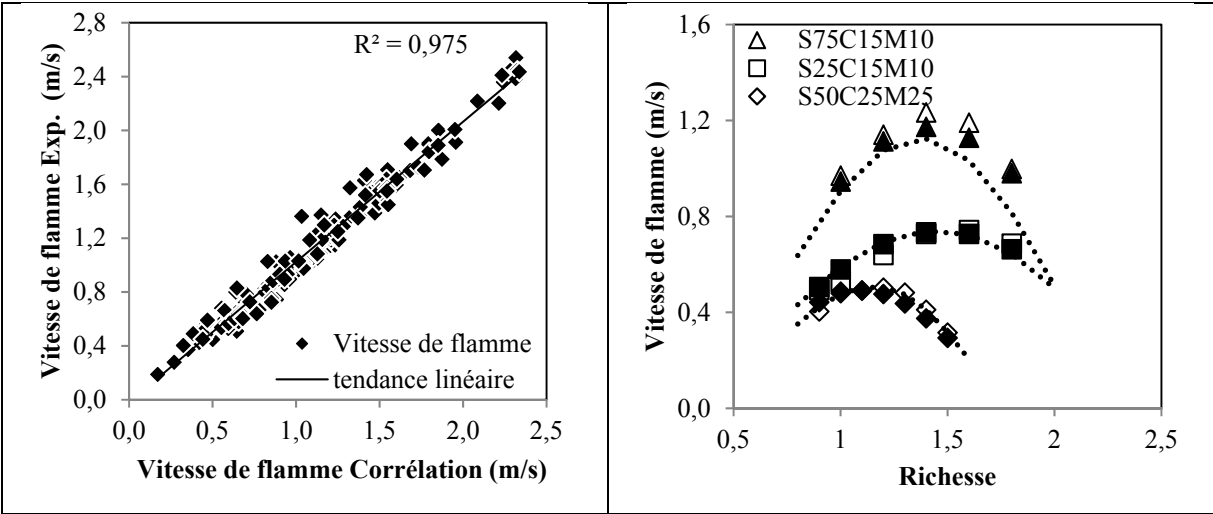 2,8
2,4
2,0
1,6
1,2
0,8
0,4
0,0
Vitesse de flamme Exp. (m/s)
R² = 0,975
Vitesse de flamme
tendance linéaire
0,0 0,5 1,0 1,5 2,0 2,5
Vitesse de flamme Corrélation (m/s)
1,6
1,2
0,8
0,4
0,0
Vitesse de flamme (m/s)
S75C15M10
S25C15M10
S50C25M25
0,5 1 1,5 2 2,5
Richesse